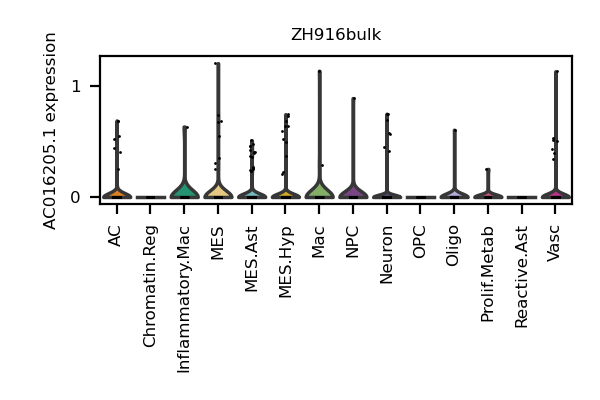 ZH916bulk
AC016205.1 expression
1
0
AC
Chromatin.Reg
Inflammatory.Mac
MES
MES.Ast
MES.Hyp
Mac
NPC
Neuron
OPC
Oligo
Prolif.Metab
Reactive.Ast
Vasc